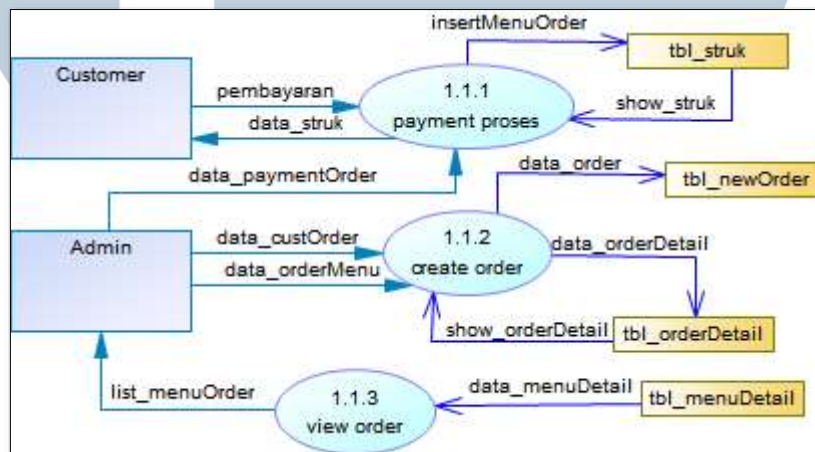 insertMenuOrder
tbl_struk
Customer
pembayaran
1.1.1
payment proses
show_struk
data_struk
data_paymentOrder
data_order
tbl_newOrder
Admin
data_custOrder
1.1.2
create order
data_orderDetail
data_orderMenu
show_orderDetail
tbl_orderDetail
list_menuOrder
1.1.3
view order
data_menuDetail
tbl_menuDetail